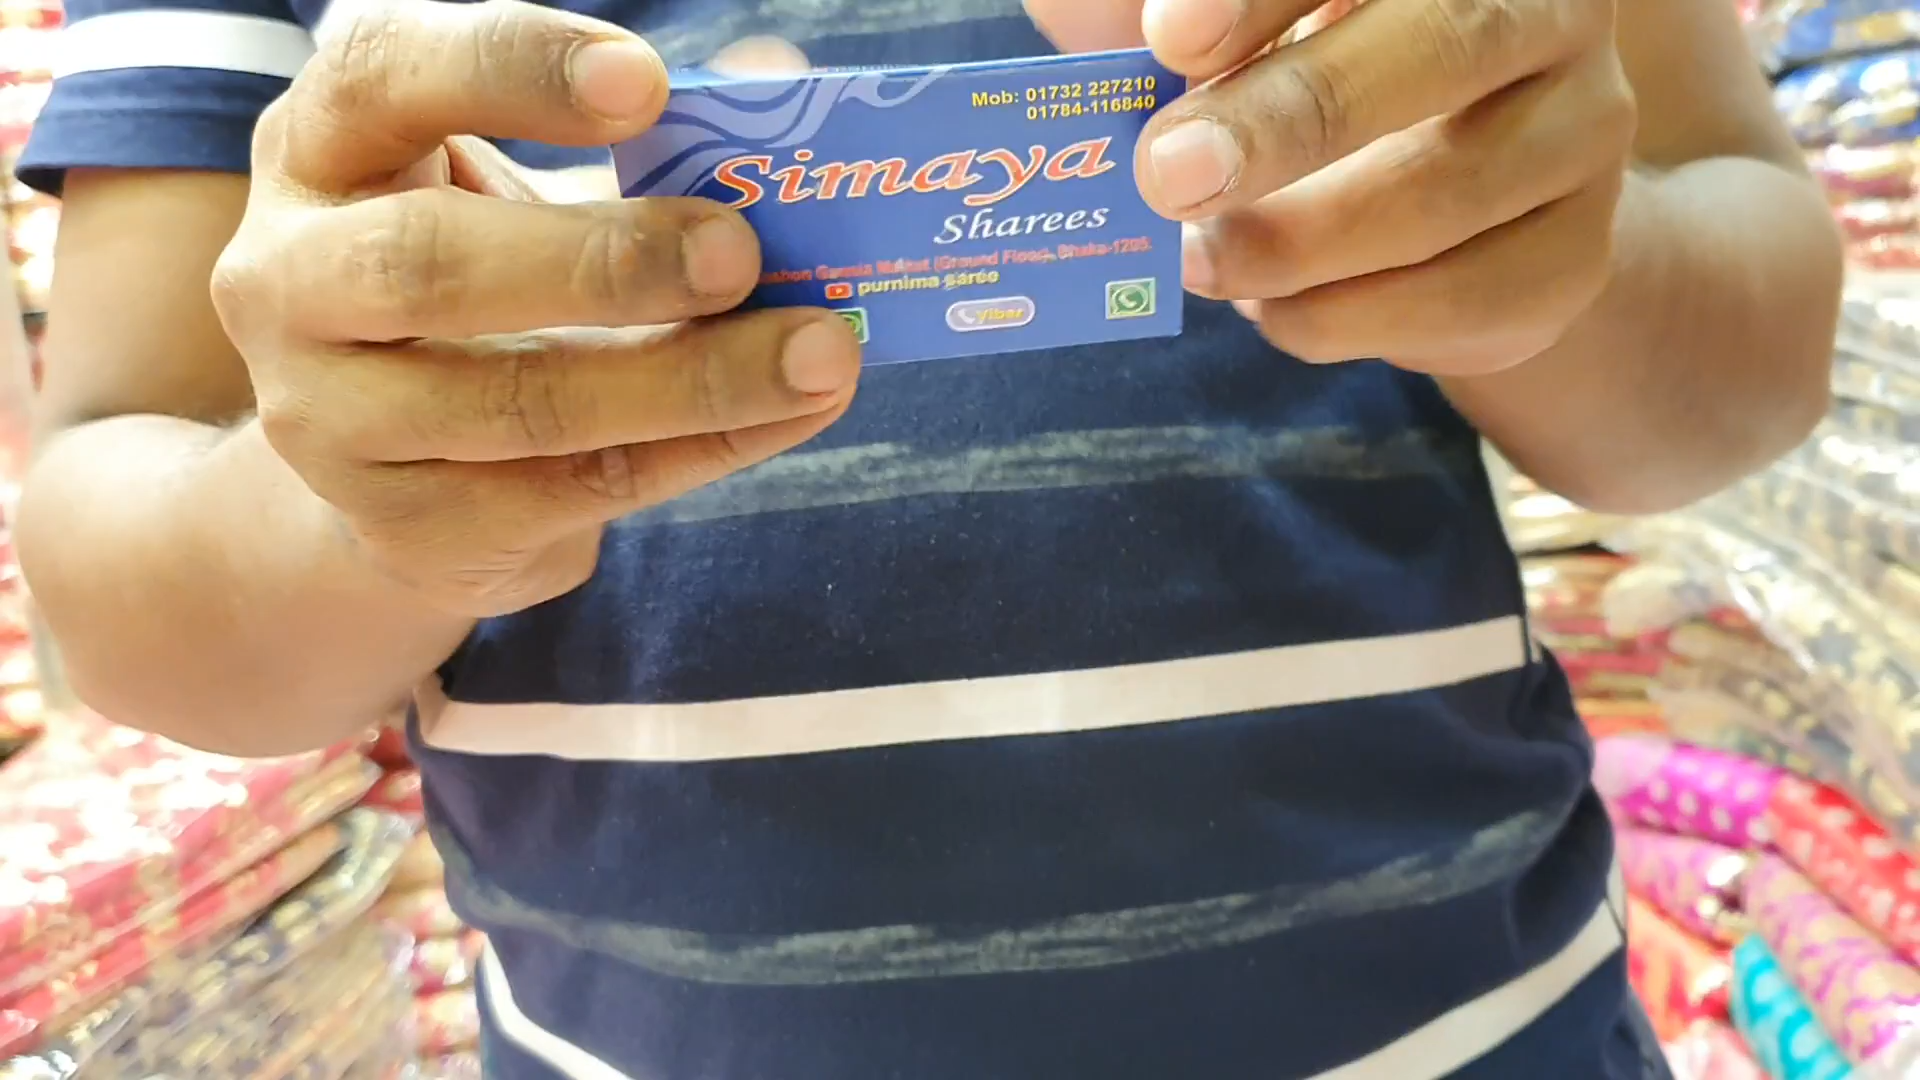 Mob: 01732 227210
01784-116840
Simaya
Sharees
(Ground Floor), Dhaka-1205.
purnima saree
Viber